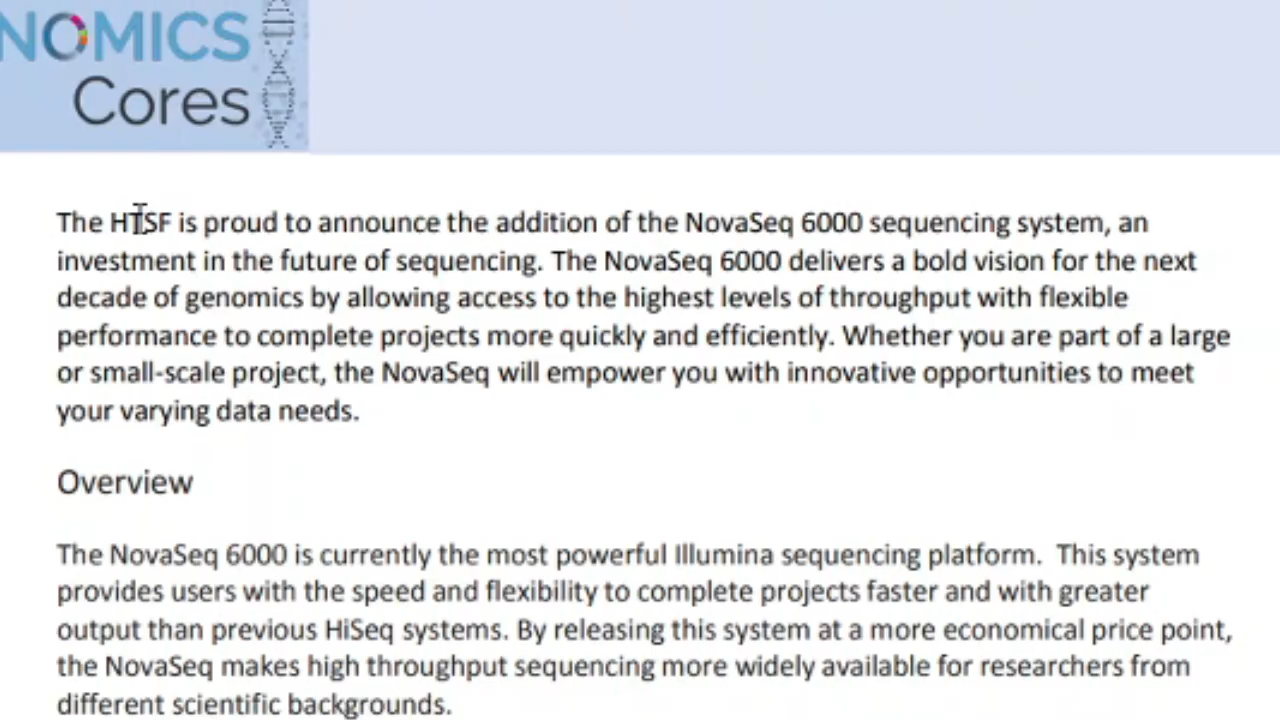 NOMICS
Cores
The HTSF is proud to announce the addition of the NovaSeq 6000 sequencing system, an
investment in the future of sequencing. The NovaSeq 6000 delivers a bold vision for the next
decade of genomics by allowing access to the highest levels of throughput with flexible
performance to complete projects more quickly and efficiently. Whether you are part of a large
or small-scale project, the NovaSeq will empower you with innovative opportunities to meet
your varying data needs.
Overview
The NovaSeq 6000 is currently the most powerful Illumina sequencing platform.  This system
provides users with the speed and flexibility to complete projects faster and with greater
output than previous HiSeq systems. By releasing this system at a more economical price point,
the NovaSeq makes high throughput sequencing more widely available for researchers from
different scientific backgrounds.